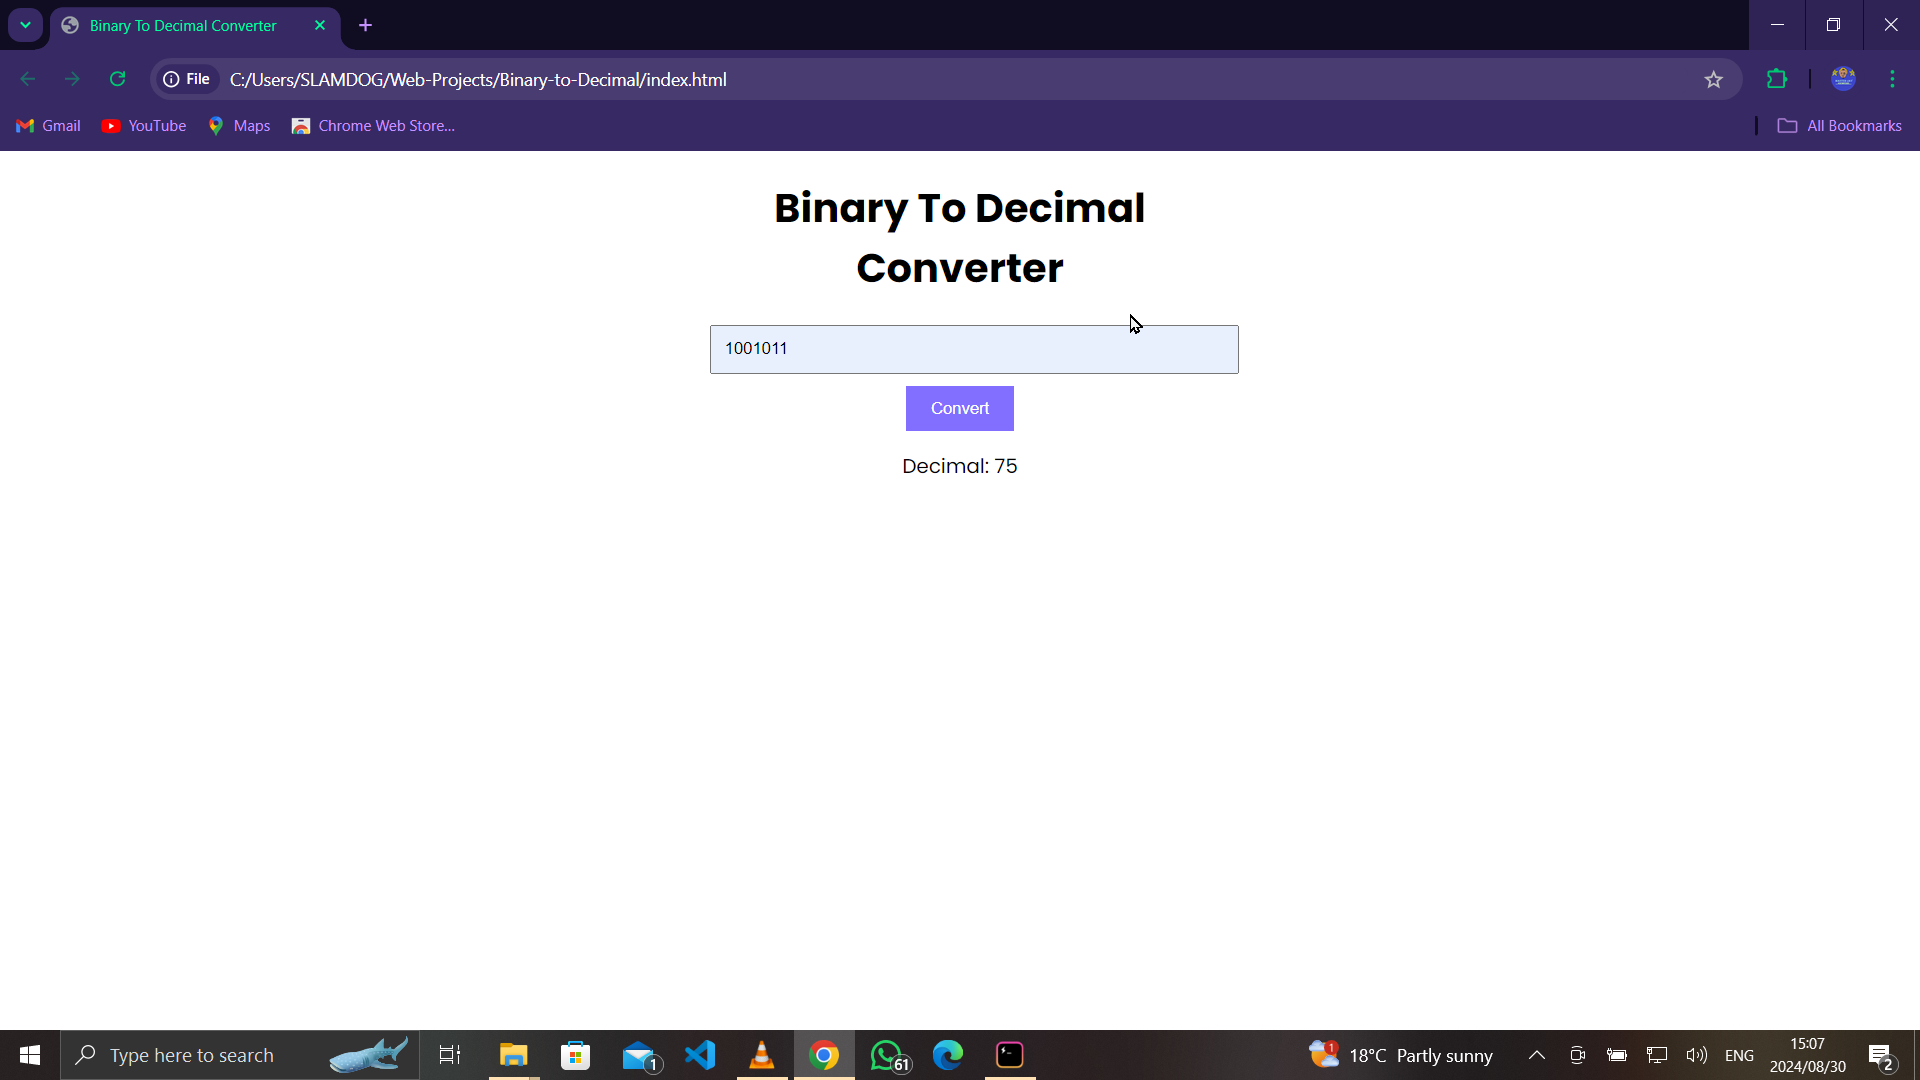 Binary To Decimal Converter
File C:/Users/SLAMDOG/Web-Projects/Binary-to-Decimal/index.html
Gmail YouTube Maps Chrome Web Store... All Bookmarks
Binary To Decimal
Converter
1001011
Convert
Decimal: 75
Type here to search 1 61 1 18°C Partly sunny ENG 15:07
2024/08/30 2